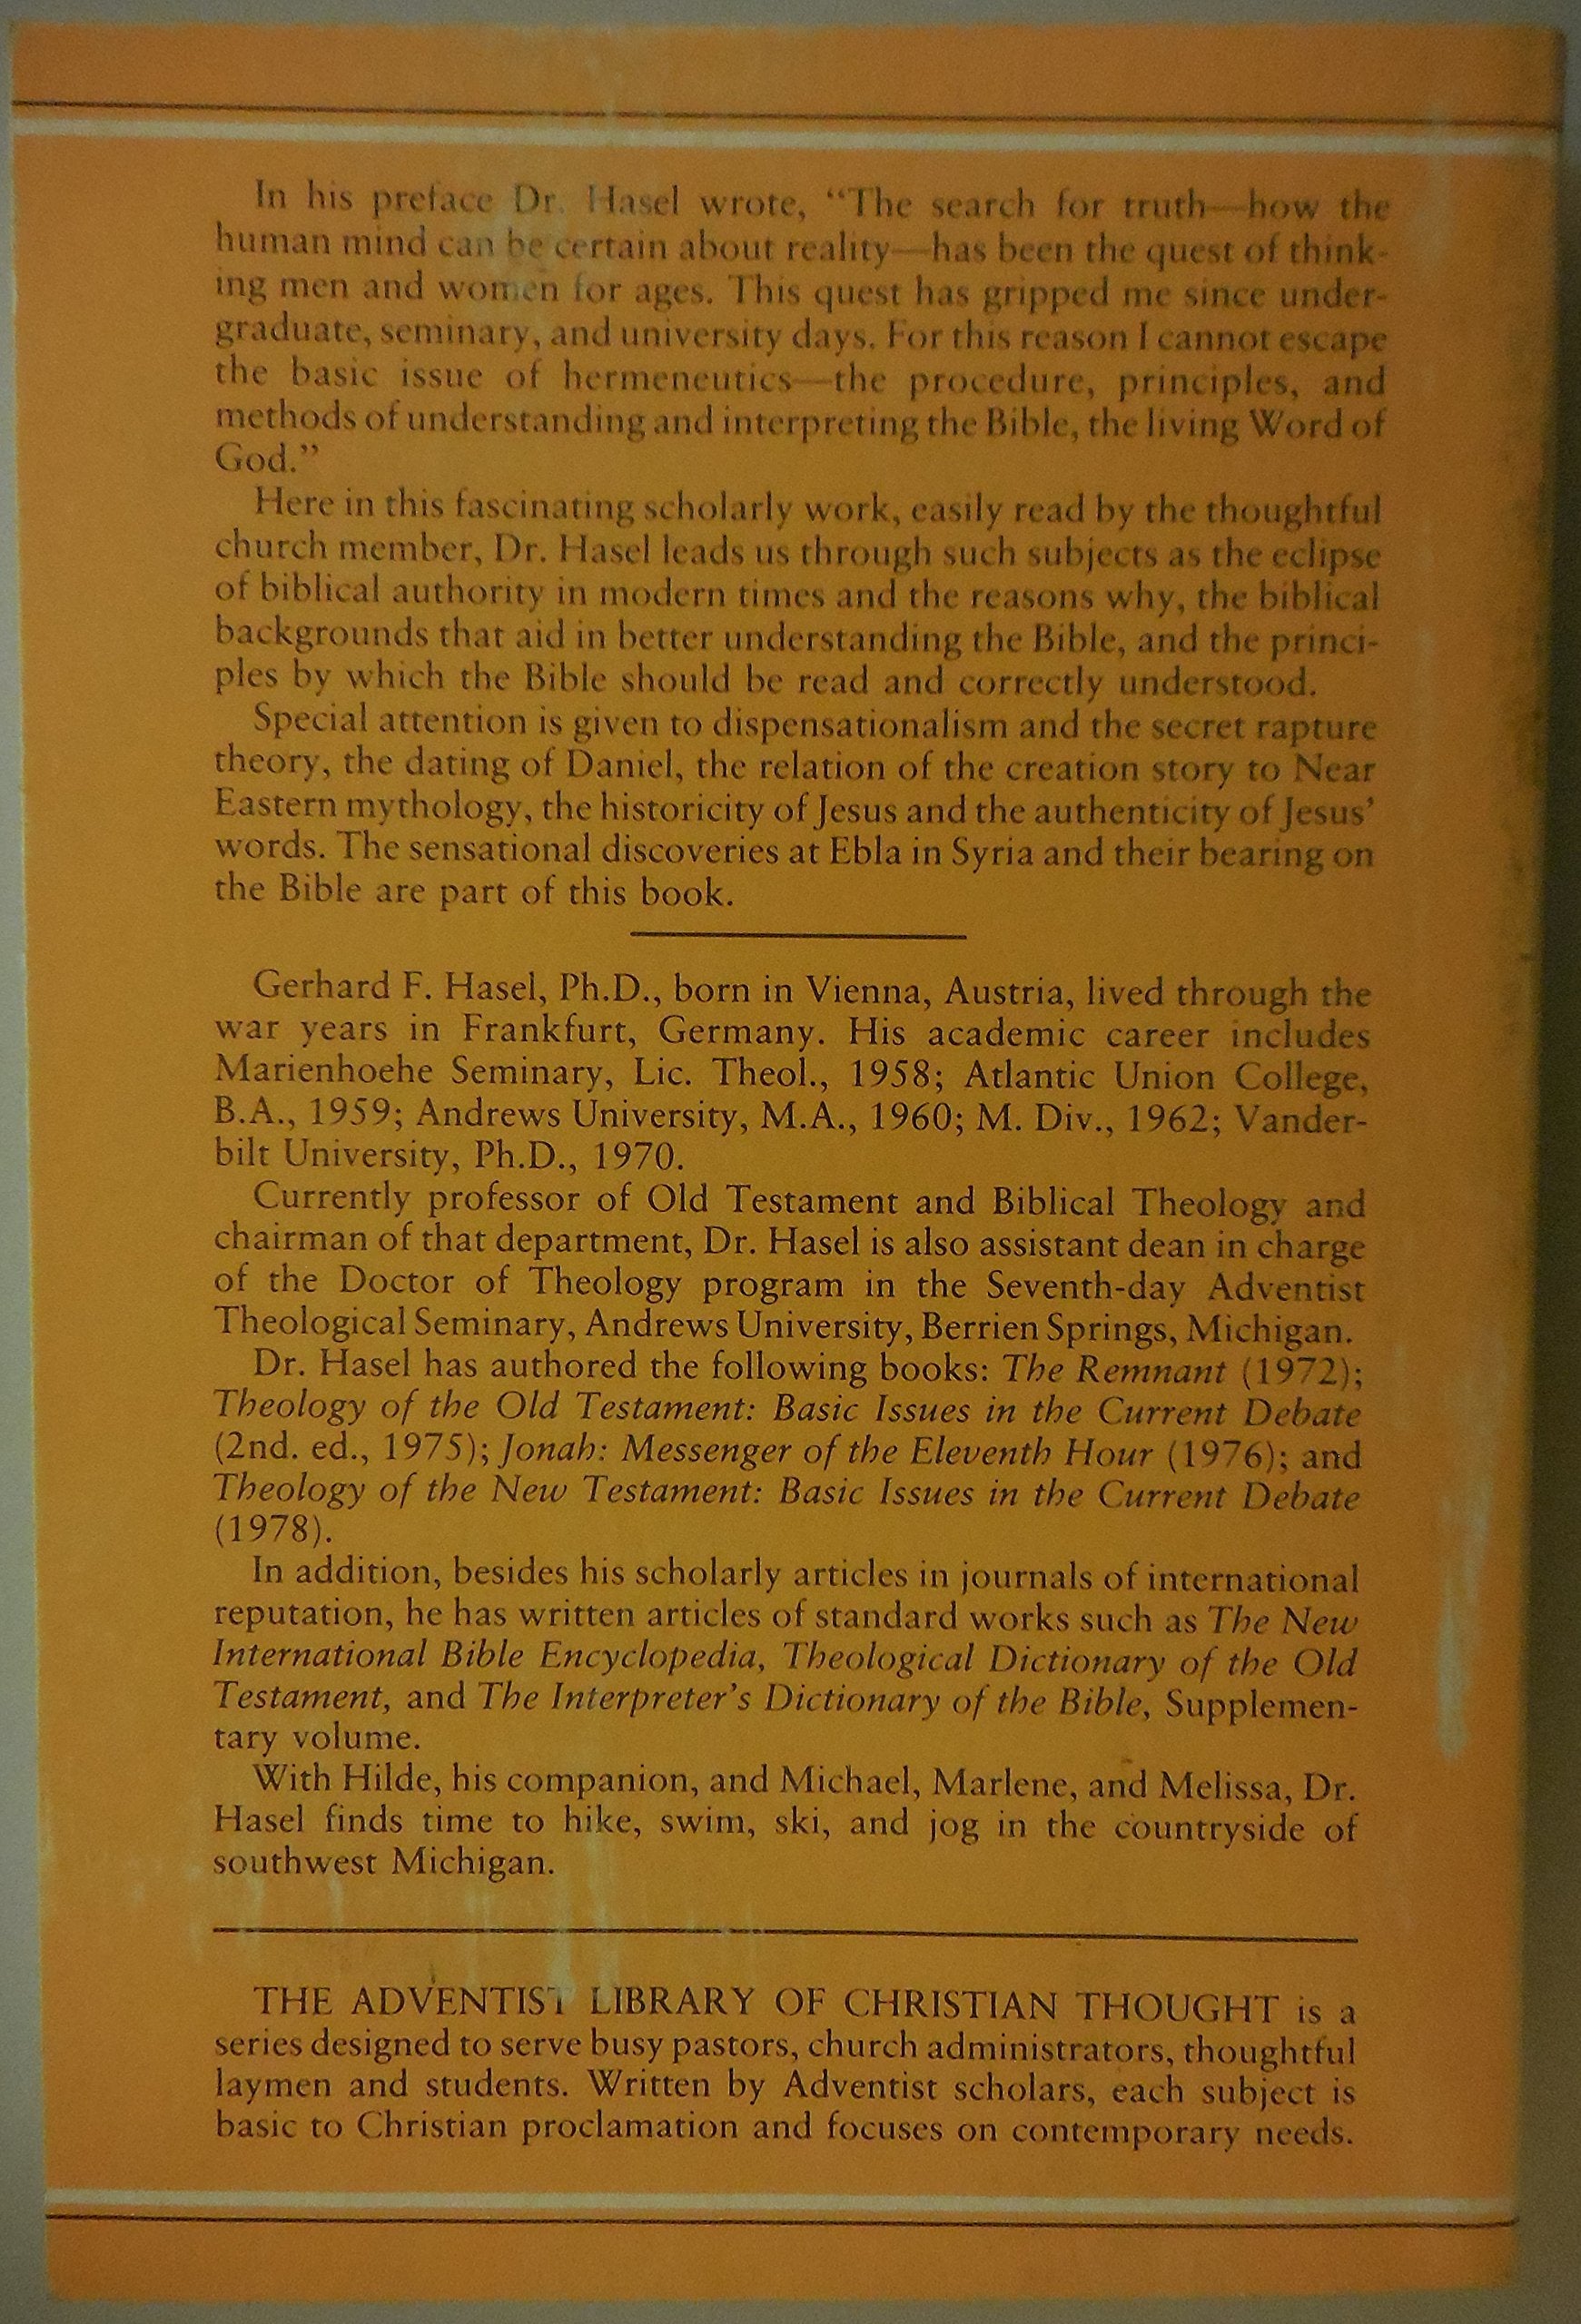 In his preface Dr. Hasel wrote, “The search for truth—how the
human mind can be certain about reality—has been the quest of think-
ing men and women for ages. This quest has gripped me since under-
graduate, seminary, and university days. For this reason I cannot escape
the basic issue of hermeneutics—the procedure, principles, and
methods of understanding and interpreting the Bible, the living Word of
God.”
Here in this fascinating scholarly work, easily read by the thoughtful
church member, Dr. Hasel leads us through such subjects as the eclipse
of biblical authority in modern times and the reasons why, the biblical
backgrounds that aid in better understanding the Bible, and the princi-
ples by which the Bible should be read and correctly understood.
Special attention is given to dispensationalism and the secret rapture
theory, the dating of Daniel, the relation of the creation story to Near
Eastern mythology, the historicity of Jesus and the authenticity of Jesus’
words. The sensational discoveries at Ebla in Syria and their bearing on
the Bible are part of this book.
Gerhard F. Hasel, Ph.D., born in Vienna, Austria, lived through the
war years in Frankfurt, Germany. His academic career includes
Marienhoehe Seminary, Lic. Theol., 1958; Atlantic Union College,
B.A., 1959; Andrews University, M.A., 1960; M. Div., 1962; Vander-
bilt University, Ph.D., 1970.
Currently professor of Old Testament and Biblical Theology and
chairman of that department, Dr. Hasel is also assistant dean in charge
of the Doctor of Theology program in the Seventh-day Adventist
Theological Seminary, Andrews University, Berrien Springs, Michigan.
Dr. Hasel has authored the following books: The Remnant (1972);
Theology of the Old Testament: Basic Issues in the Current Debate
(2nd. ed., 1975); Jonah: Messenger of the Eleventh Hour (1976); and
Theology of the New Testament: Basic Issues in the Current Debate
(1978).
In addition, besides his scholarly articles in journals of international
reputation, he has written articles of standard works such as The New
International Bible Encyclopedia, Theological Dictionary of the Old
Testament, and The Interpreter’s Dictionary of the Bible, Supplemen-
tary volume.
With Hilde, his companion, and Michael, Marlene, and Melissa, Dr.
Hasel finds time to hike, swim, ski, and jog in the countryside of
southwest Michigan.
THE ADVENTIST LIBRARY OF CHRISTIAN THOUGHT is a
series designed to serve busy pastors, church administrators, thoughtful
laymen and students. Written by Adventist scholars, each subject is
basic to Christian proclamation and focuses on contemporary needs.